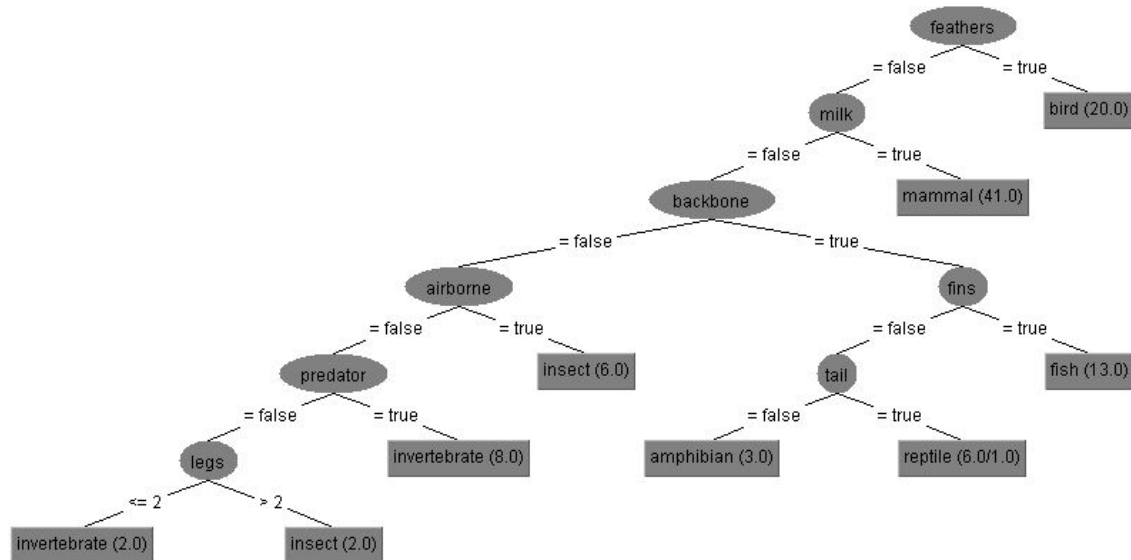 feathers
= false = true
milk bird (20.0)
= false = true
backbone mammal (41.0)
= false = true
airborne fins
= false = true = false = true
predator insect (6.0) tail fish (13.0)
= false = true = false = true
legs invertebrate (8.0) amphibian (3.0) reptile (6.0/1.0)
<= 2 > 2
invertebrate (2.0) insect (2.0)